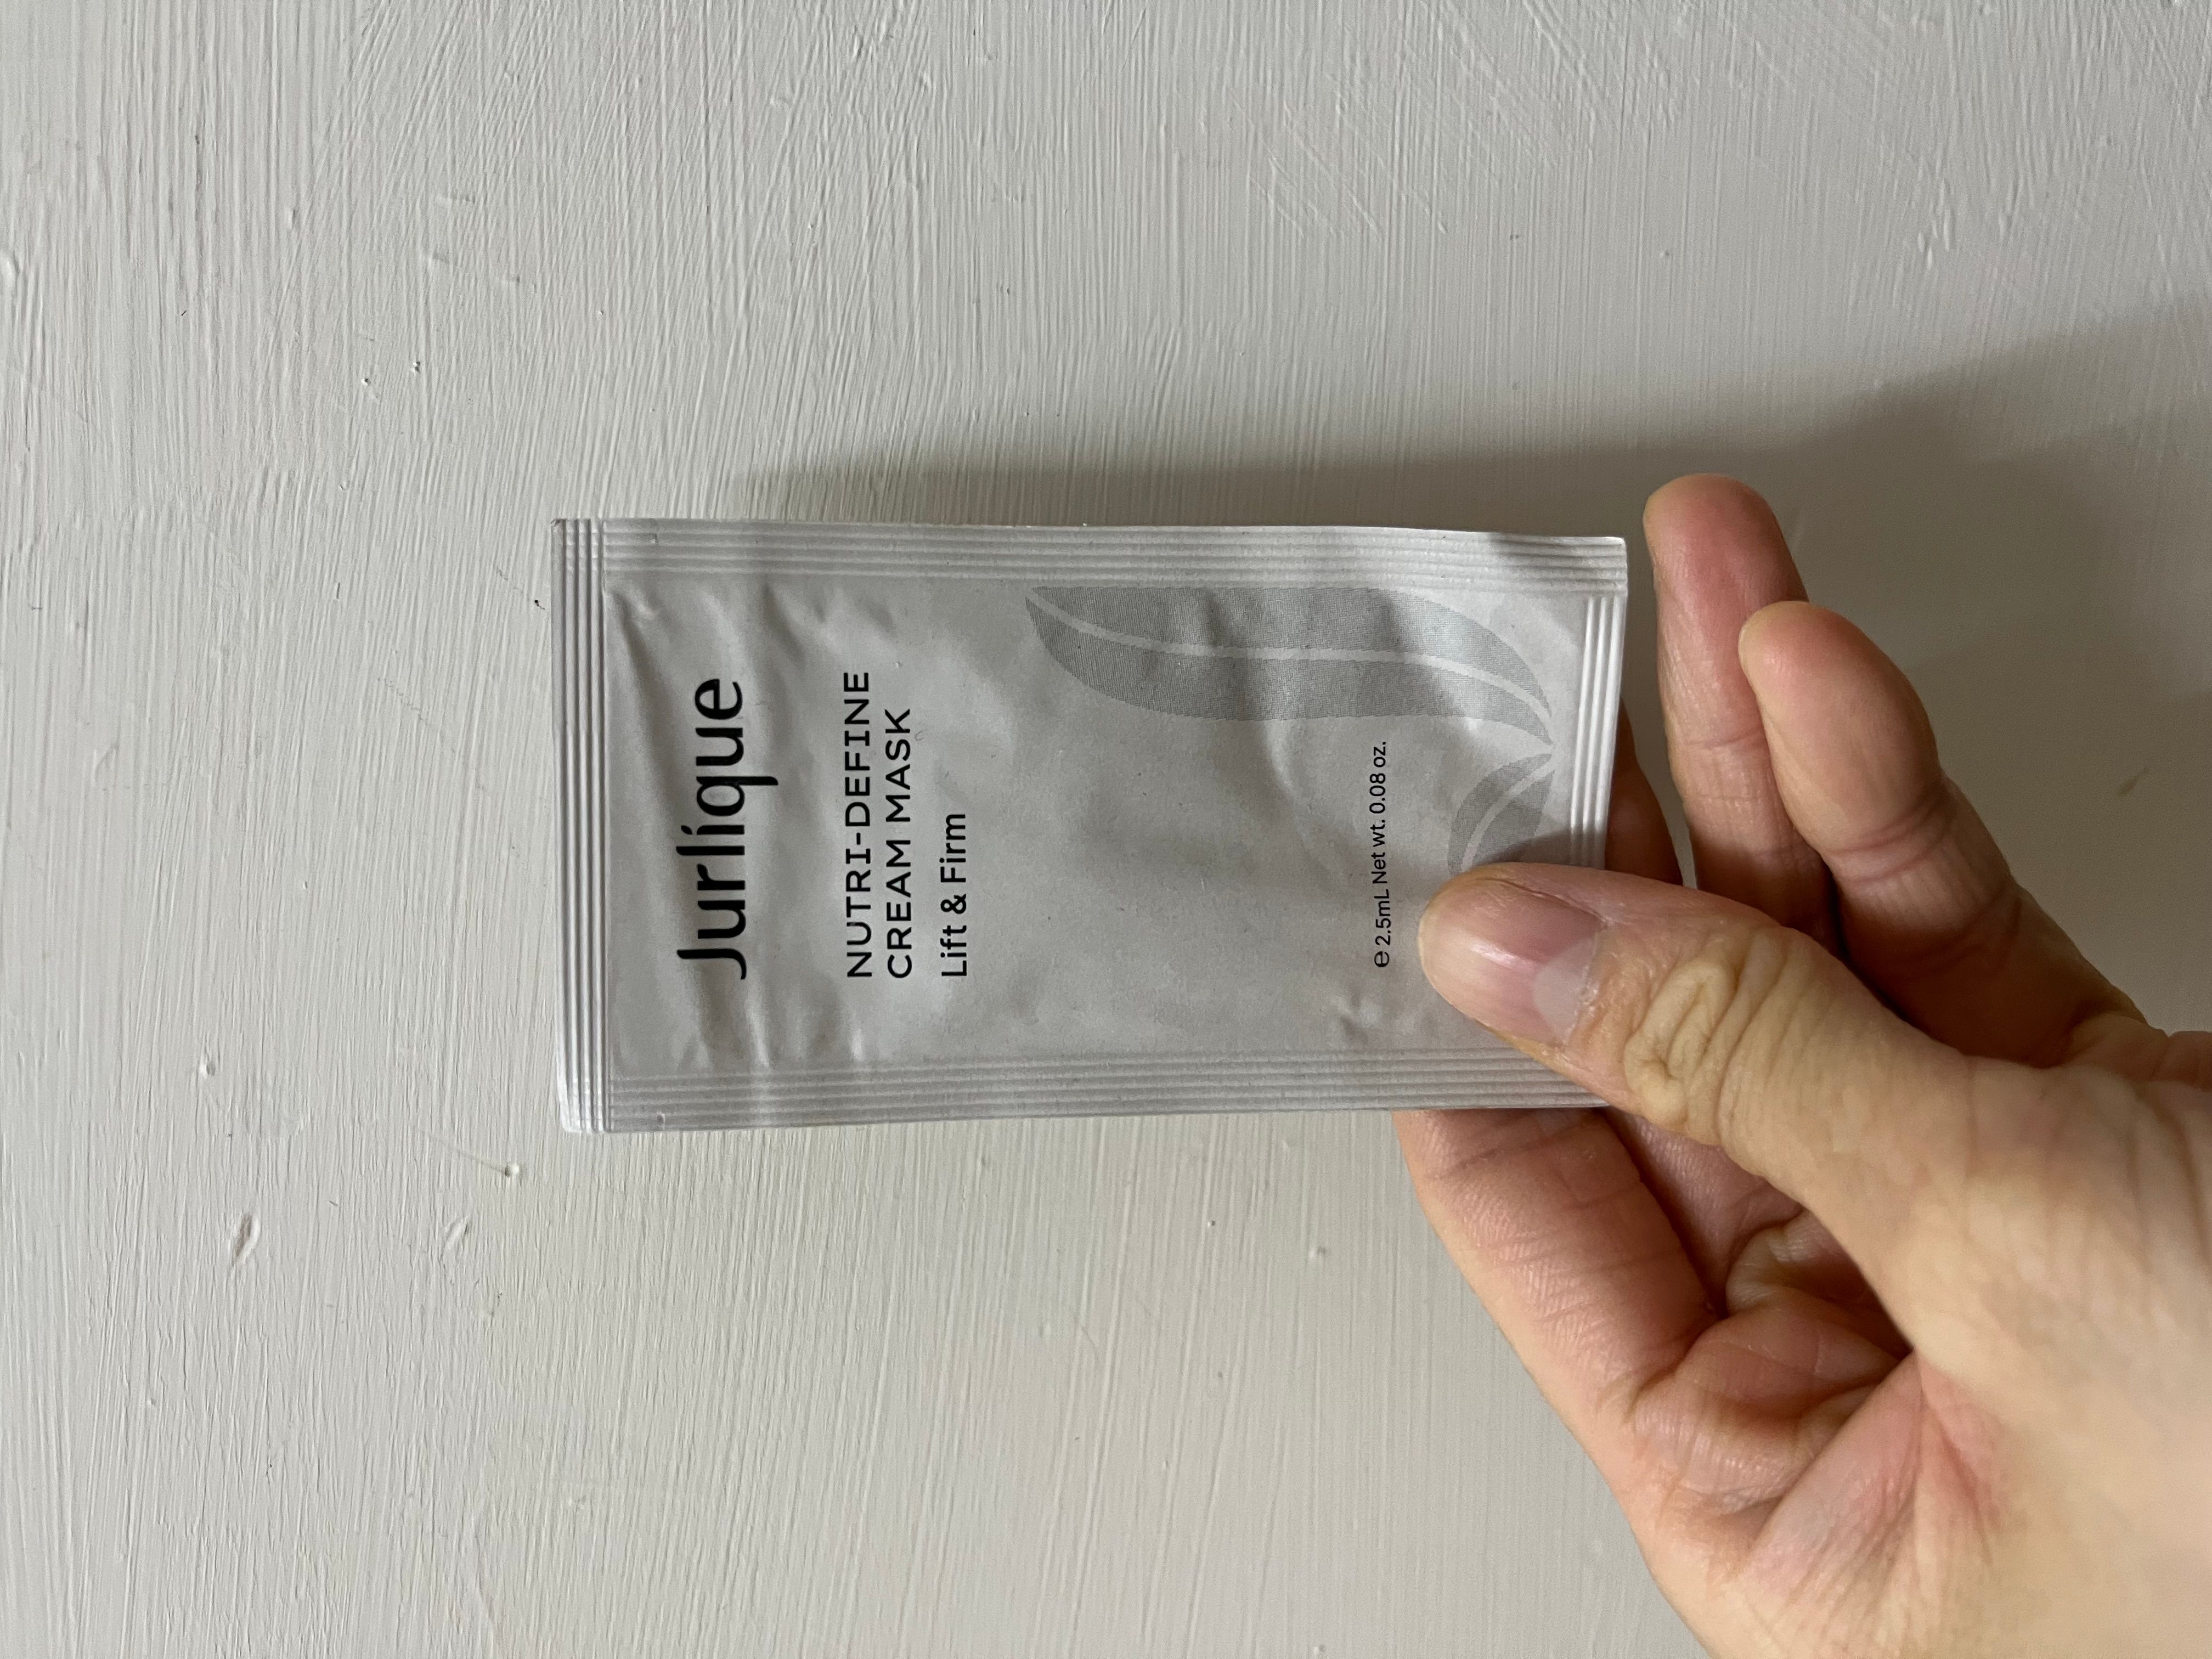 Jurlique
NUTRI-DEFINE
CREAM MASK
Lift & Firm
℮ 2.5mL Net wt. 0.08 oz.